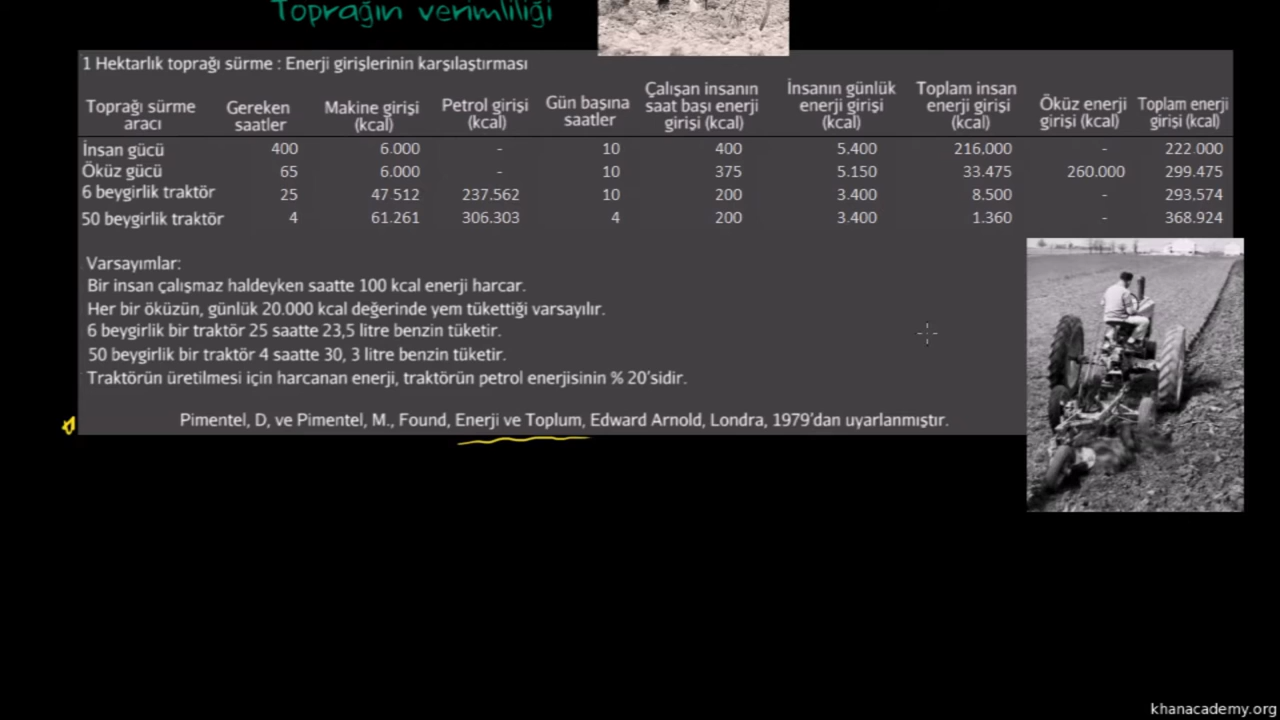 Toprağın verimliliği
1 Hektarlık toprağı sürme : Enerji girişlerinin karşılaştırması
Toprağı sürme aracı Gereken saatler Makine girişi (kcal) Petrol girişi (kcal) Gün başına saatler Çalışan insanın saat başı enerji girişi (kcal) İnsanın günlük enerji girişi (kcal) Toplam insan enerji girişi (kcal) Öküz enerji girişi (kcal) Toplam enerji girişi (kcal)
İnsan gücü 400 6.000 - 10 400 5,400 216.000 - 222.000
Öküz gücü 65 6.000 - 10 375 5.150 33.475 260.000 299.475
6 beygirlik traktör 25 47 512 237.562 10 200 3.400 8.500 - 293.574
50 beygirlik traktör 4 61.261 306.303 4 200 3.400 1.360 - 368.924
Varsayımlar:
Bir insan çalışmaz haldeyken saatte 100 kcal enerji harcar.
Her bir öküzün, günlük 20.000 kcal değerinde yem tükettiği varsayılır.
6 beygirlik bir traktör 25 saatte 23,5 litre benzin tüketir.
50 beygirlik bir traktör 4 saatte 30, 3 litre benzin tüketir.
Traktörün üretilmesi için harcanan enerji, traktörün petrol enerjisinin % 20'sidir.
Pimentel, D, ve Pimentel, M., Found, Enerji ve Toplum, Edward Arnold, Londra, 1979'dan uyarlanmıştır.
khanacademy.org